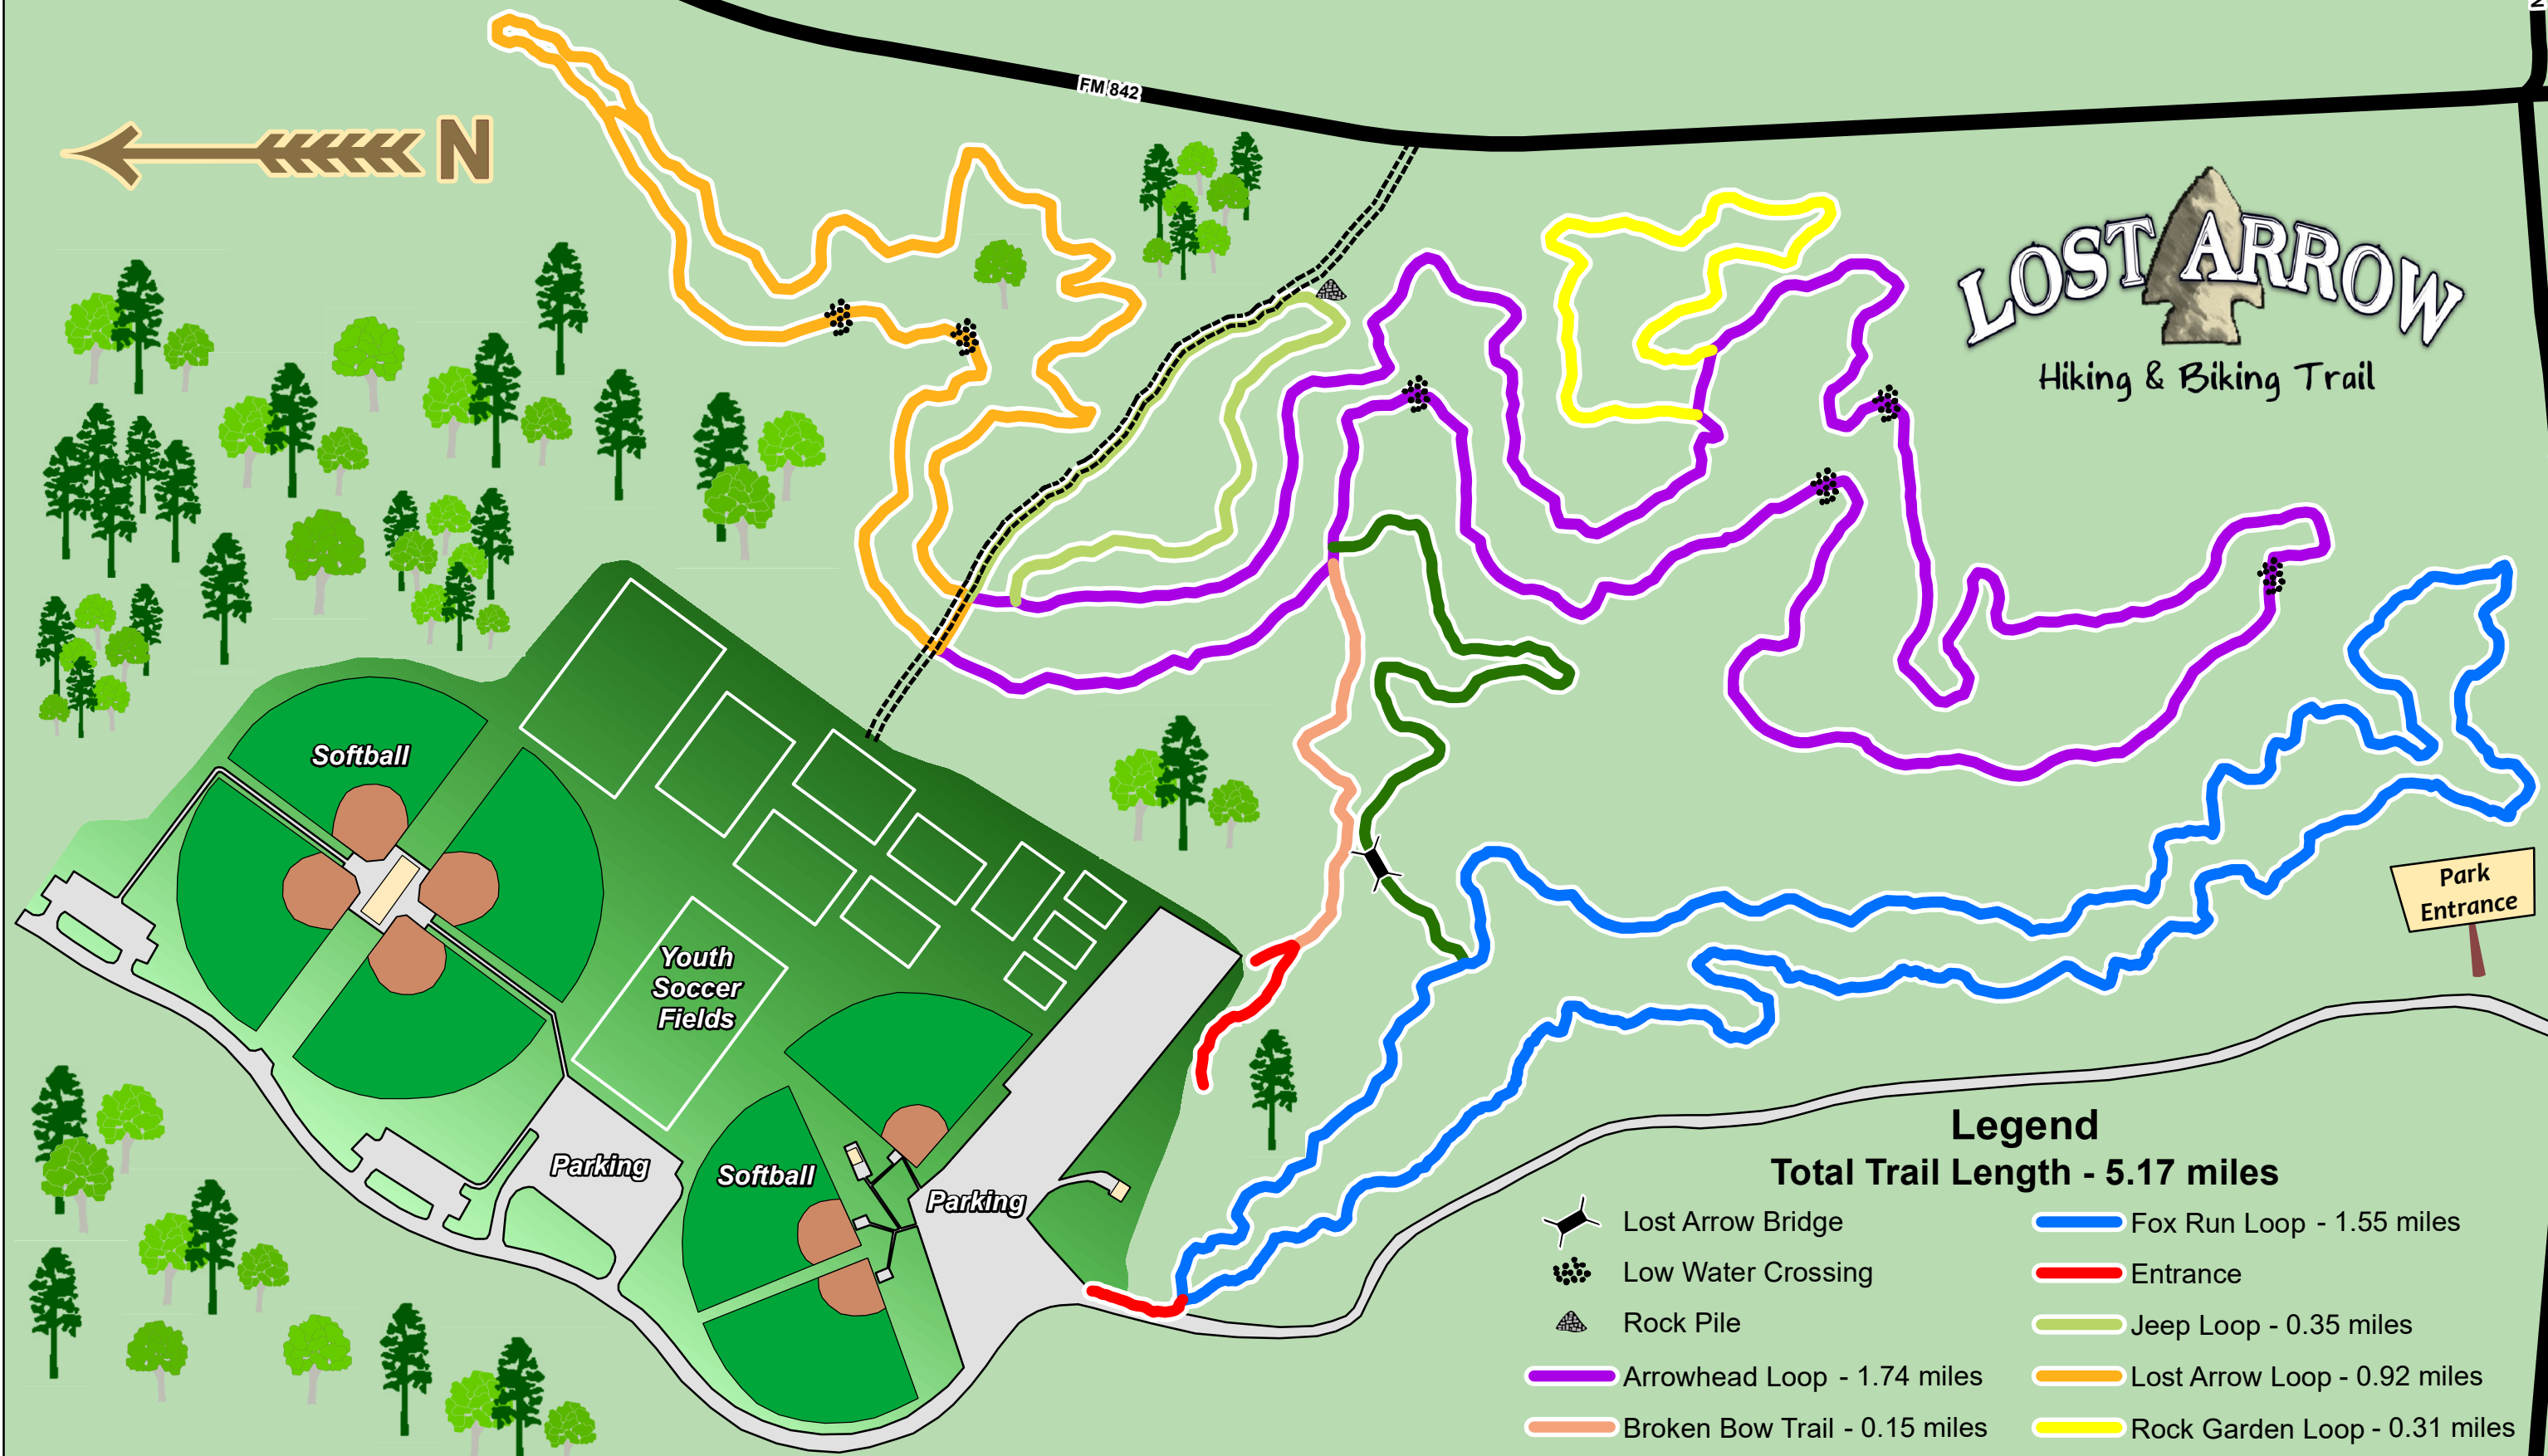 FM 842
N
LOST ARROW
Hiking & Biking Trail
Softball
Youth
Soccer
Fields
Parking
Softball
Parking
Park
Entrance
Legend
Total Trail Length - 5.17 miles
Lost Arrow Bridge
Low Water Crossing
Rock Pile
Arrowhead Loop - 1.74 miles
Broken Bow Trail - 0.15 miles
Fox Run Loop - 1.55 miles
Entrance
Jeep Loop - 0.35 miles
Lost Arrow Loop - 0.92 miles
Rock Garden Loop - 0.31 miles